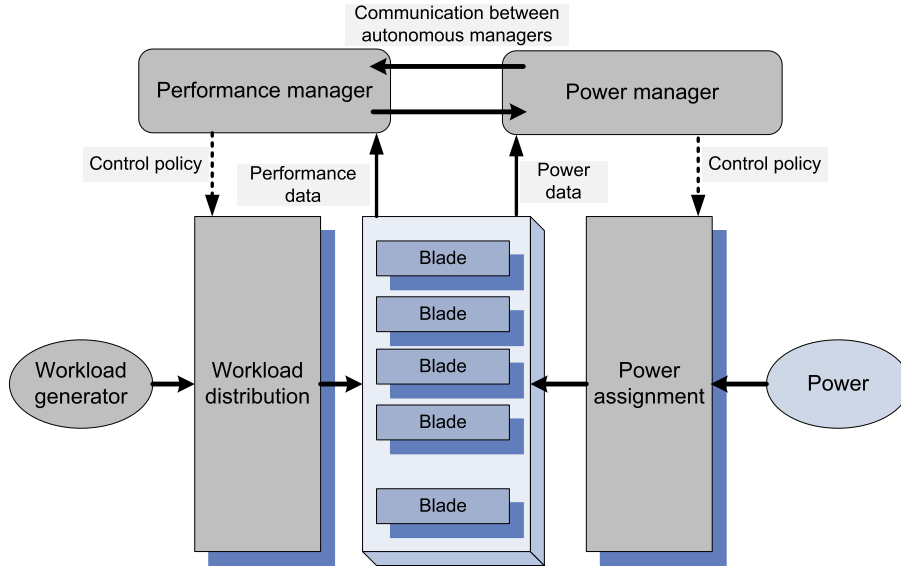 Communication between
autonomous managers
Performance manager
Power manager
Control policy
Performance
data
Power
data
Control policy
Blade
Blade
Blade
Blade
Blade
Workload
generator
Workload
distribution
Power
assignment
Power